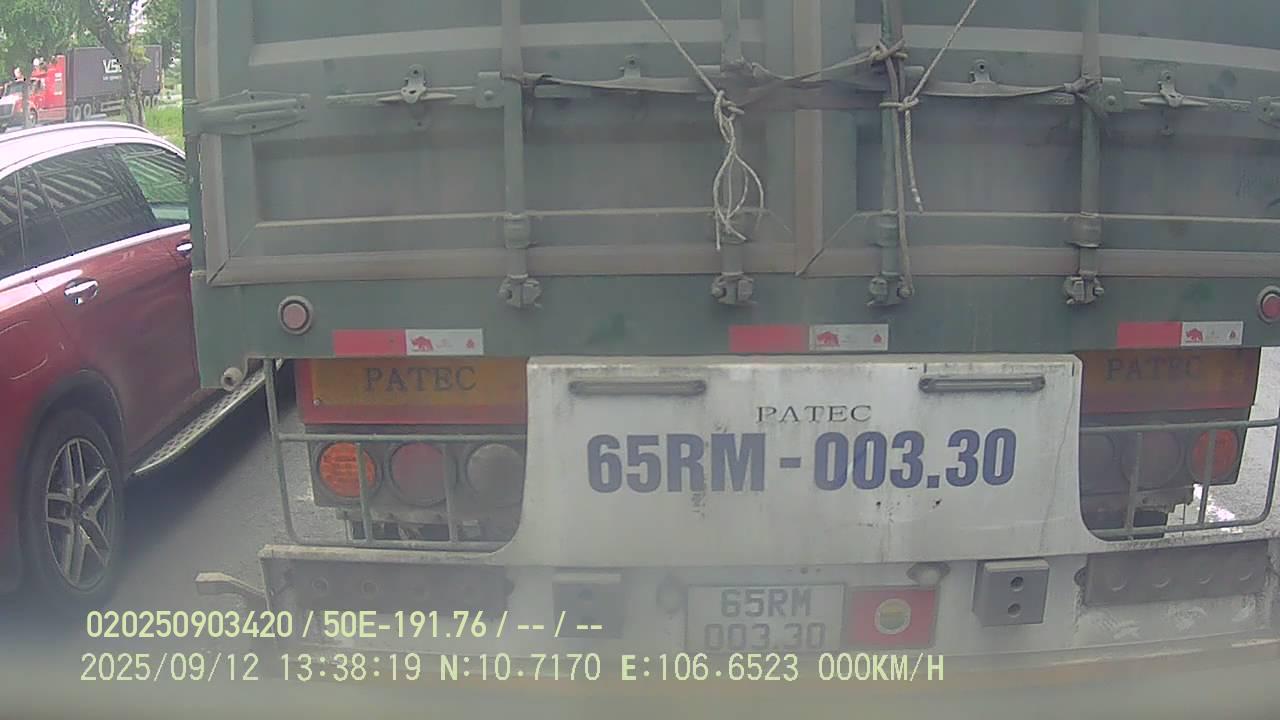 PATEC
PATEC
PATEC
65RM - 003.30
65RM
003.30
020250903420 / 50E-191.76 / -- / --
2025/09/12 13:38:19 N:10.7170 E:106.6523 000KM/H